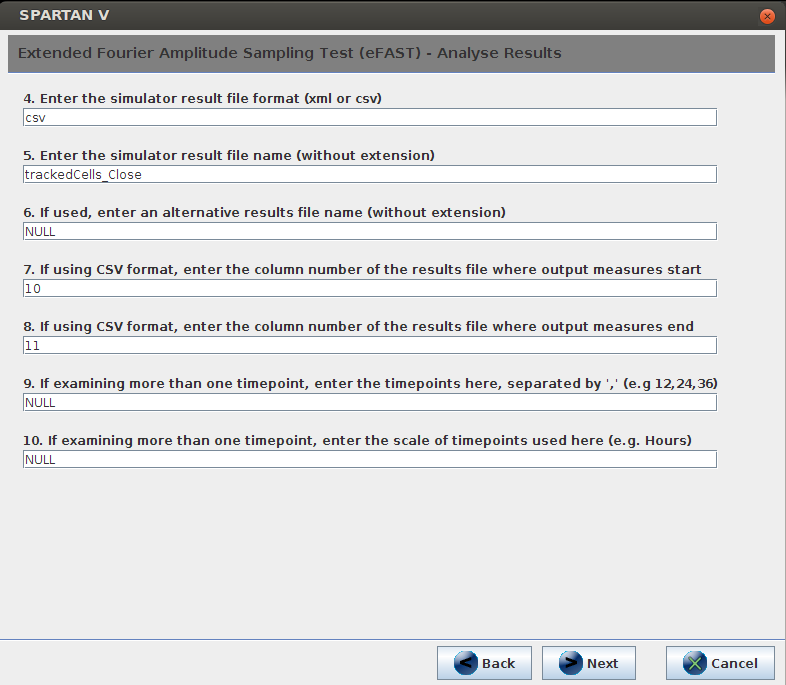 SPARTAN V
Extended Fourier Amplitude Sampling Test (eFAST) - Analyse Results
4. Enter the simulator result file format (xml or csv)
csv
5. Enter the simulator result file name (without extension)
trackedCells_Close
6. If used, enter an alternative results file name (without extension)
NULL
7. If using CSV format, enter the column number of the results file where output measures start
10
8. If using CSV format, enter the column number of the results file where output measures end
11
9. If examining more than one timepoint, enter the timepoints here, separated by ',' (e.g 12,24,36)
NULL
10. If examining more than one timepoint, enter the scale of timepoints used here (e.g. Hours)
NULL
Back Next Cancel